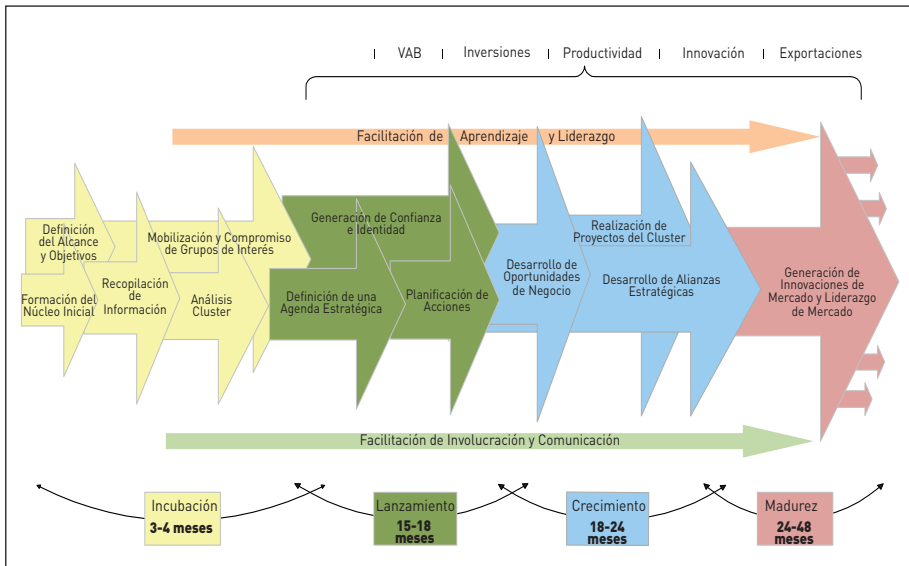 VAB
Inversiones
Productividad
Innovación
Exportaciones
Facilitación de Aprendizaje y Liderazgo
Definición
del Alcance
y Objetivos
Mobilización y Compromiso
de Grupos de Interés
Generación de Confianza
e Identidad
Realización de
Proyectos del Cluster
Formación del
Núcleo Inicial
Recopilación
de
Información
Análisis
Cluster
Definición de una
Agenda Estratégica
Planificación de
Acciones
Desarrollo de
Oportunidades
de Negocio
Desarrollo de Alianzas
Estratégicas
Generación de
Innovaciones de
Mercado y Liderazgo
de Mercado
Facilitación de Involucración y Comunicación
Incubación
3-4 meses
Lanzamiento
15-18
meses
Crecimiento
18-24
meses
Madurez
24-48
meses